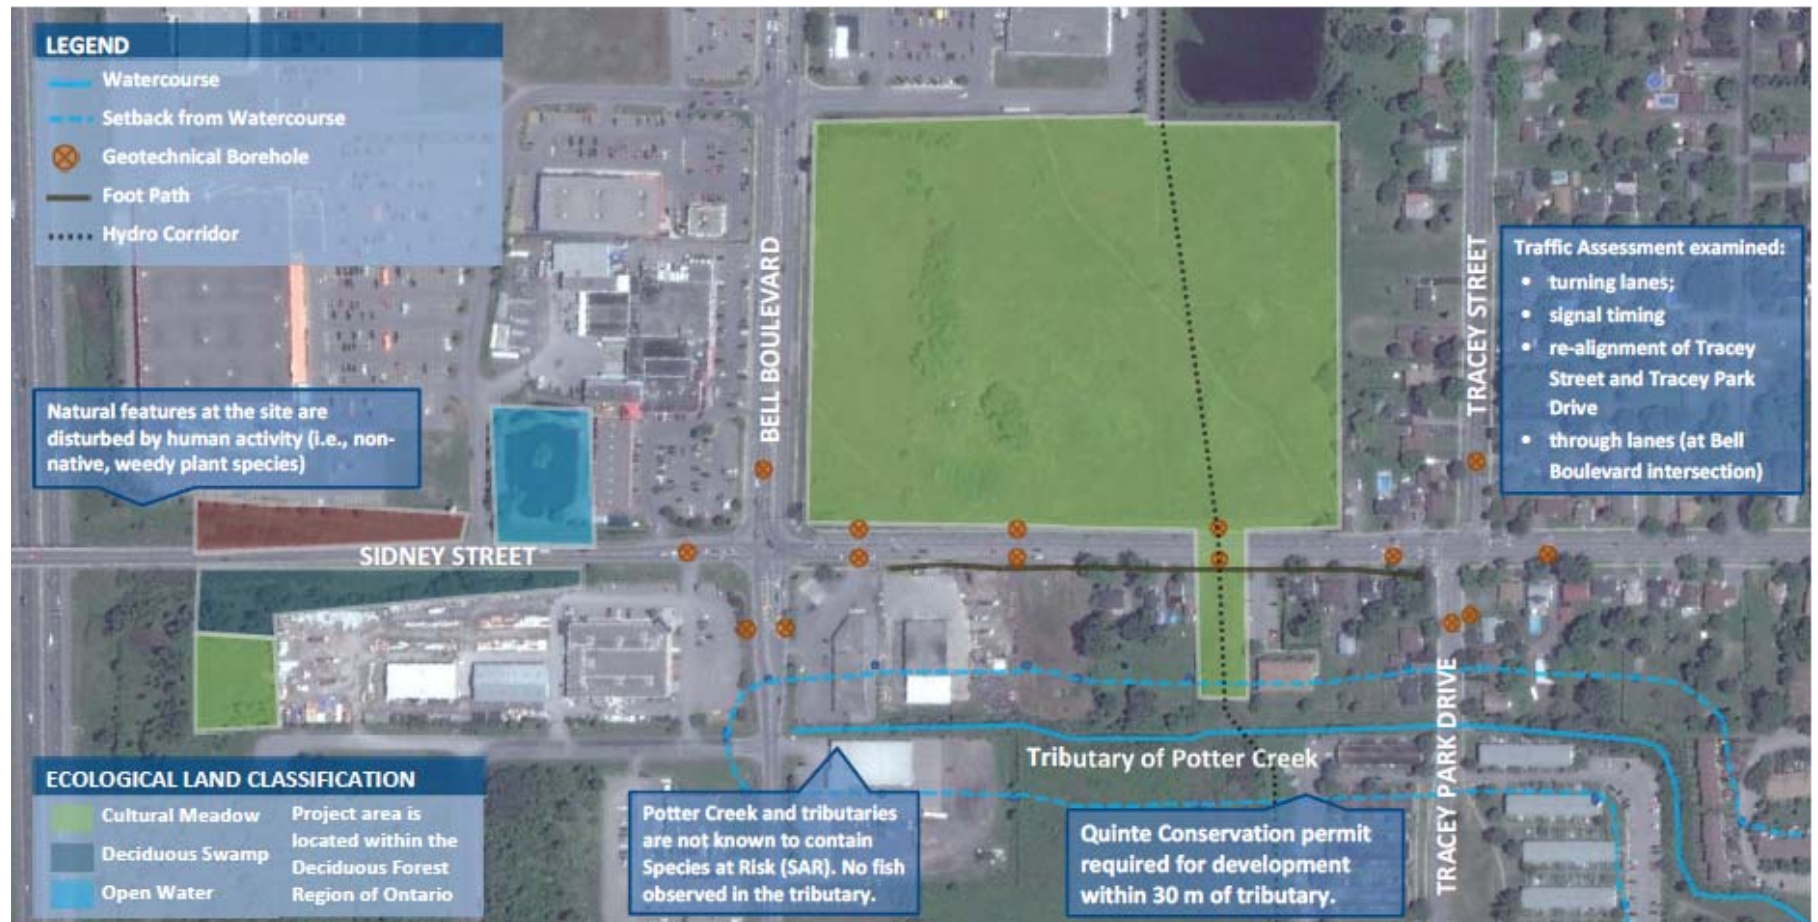 LEGEND
Watercourse
Setback from Watercourse
Geotechnical Borehole
Foot Path
Hydro Corridor
BELL BOULEVARD
TRACEY STREET
Traffic Assessment examined:
• turning lanes;
• signal timing
• re-alignment of Tracey
Street and Tracey Park
Drive
• through lanes (at Bell
Boulevard intersection)
Natural features at the site are
disturbed by human activity (i.e., non-
native, weedy plant species)
SIDNEY STREET
TRACEY PARK DRIVE
Tributary of Potter Creek
ECOLOGICAL LAND CLASSIFICATION
Cultural Meadow
Deciduous Swamp
Open Water
Project area is
located within the
Deciduous Forest
Region of Ontario
Potter Creek and tributaries
are not known to contain
Species at Risk (SAR). No fish
observed in the tributary.
Quinte Conservation permit
required for development
within 30 m of tributary.